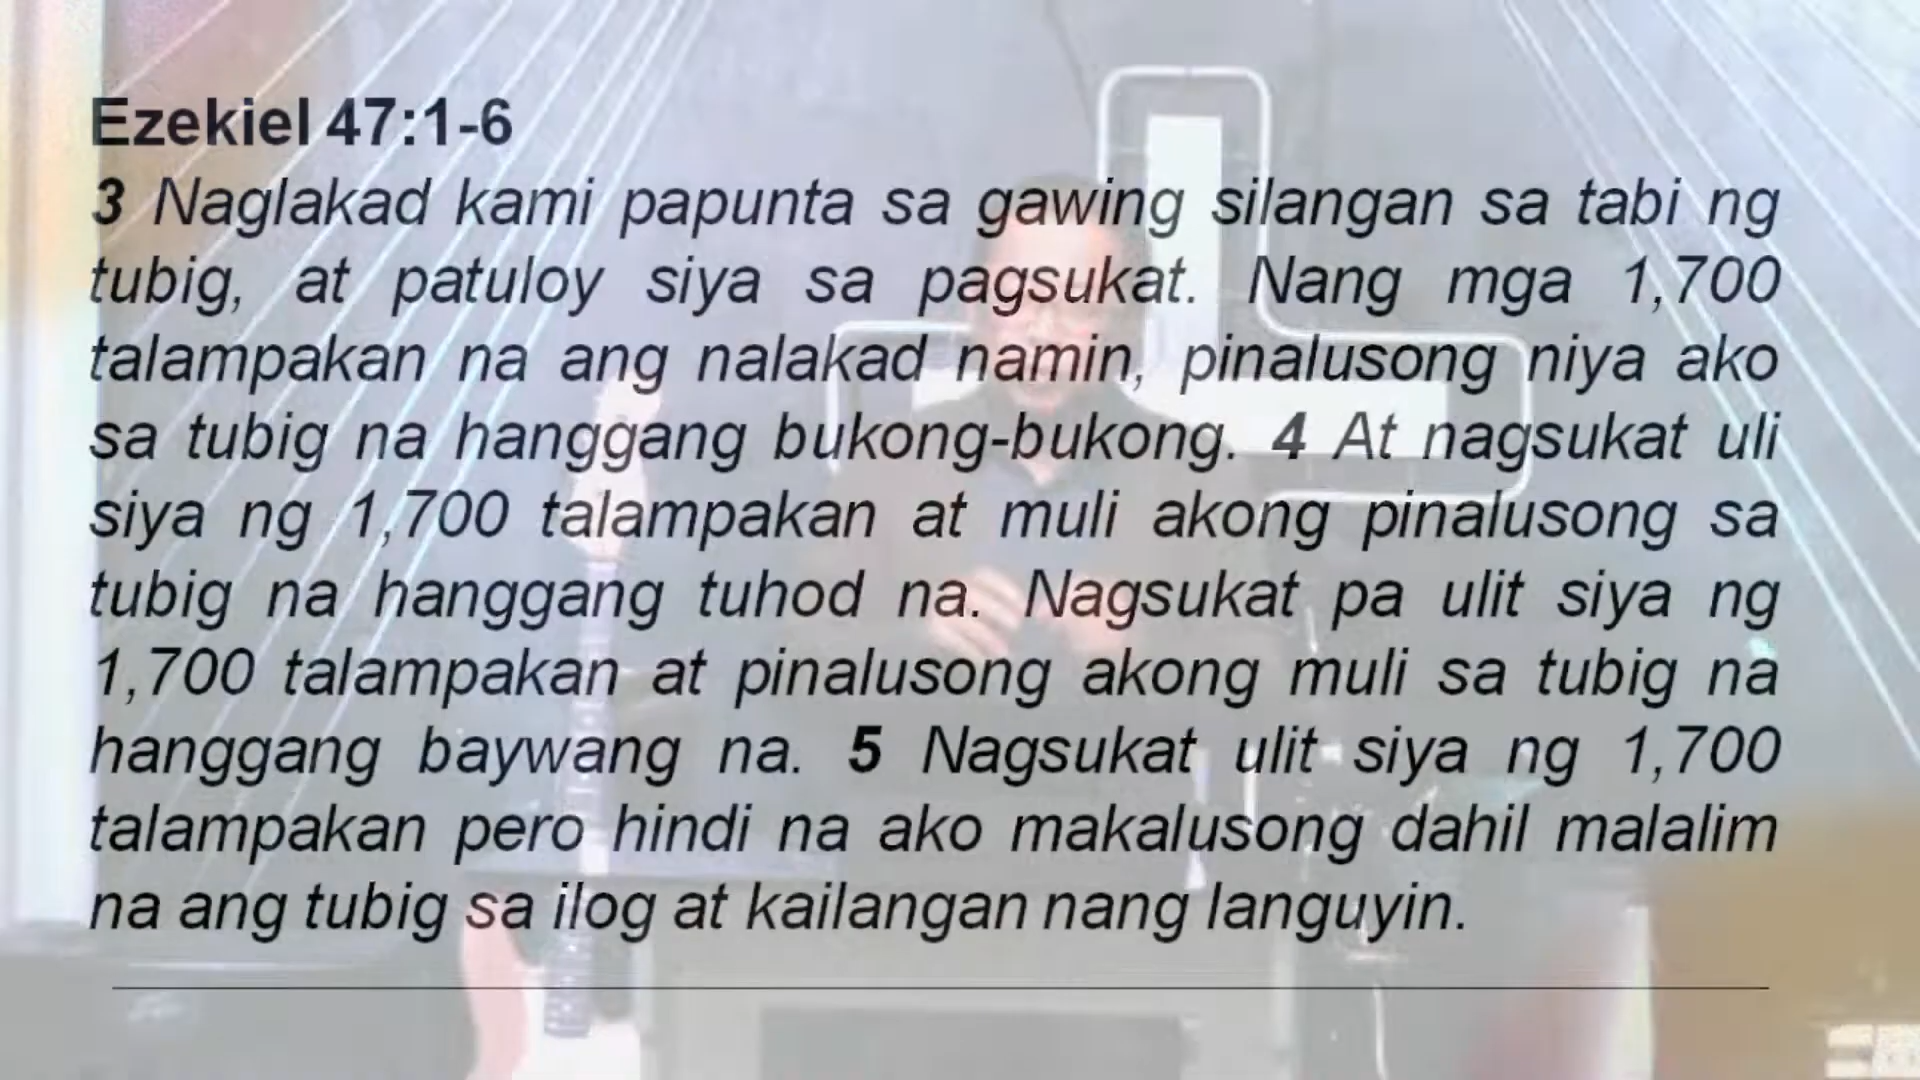 Ezekiel 47:1-6
3 Naglakad kami papunta sa gawing silangan sa tabi ng
tubig, at patuloy siya sa pagsukat. Nang mga 1,700
talampakan na ang nalakad namin, pinalusong niya ako
sa tubig na hanggang bukong-bukong. 4 At nagsukat uli
siya ng 1,700 talampakan at muli akong pinalusong sa
tubig na hanggang tuhod na. Nagsukat pa ulit siya ng
1,700 talampakan at pinalusong akong muli sa tubig na
hanggang baywang na. 5 Nagsukat ulit siya ng 1,700
talampakan pero hindi na ako makalusong dahil malalim
na ang tubig sa ilog at kailangan nang languyin.